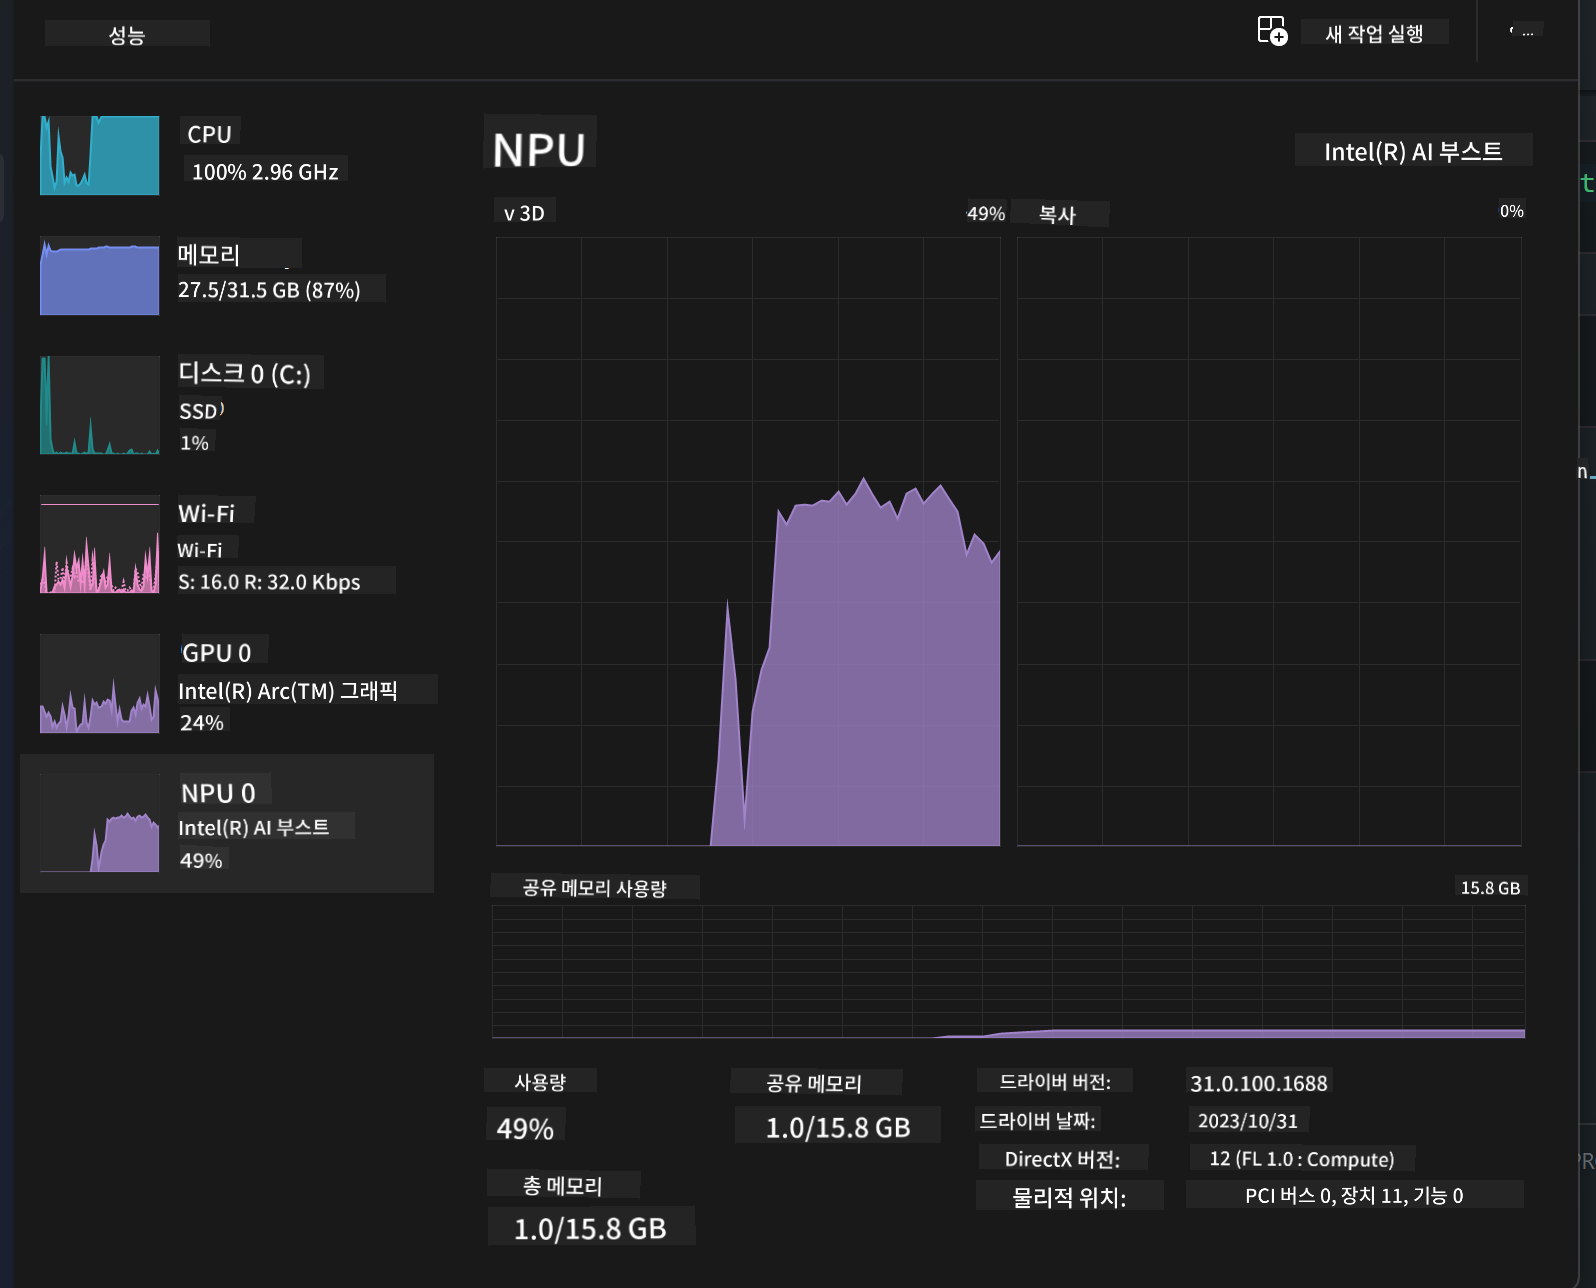 성능
새 작업 실행
...
CPU
100% 2.96 GHz
메모리
27.5/31.5 GB (87%)
디스크 0 (C:)
SSD
1%
Wi-Fi
Wi-Fi
S: 16.0 R: 32.0 Kbps
GPU 0
Intel(R) Arc(TM) 그래픽
24%
NPU 0
Intel(R) AI 부스트
49%
NPU
Intel(R) AI 부스트
v 3D
49%
복사
0%
공유 메모리 사용량
15.8 GB
사용량
49%
공유 메모리
1.0/15.8 GB
총 메모리
1.0/15.8 GB
드라이버 버전:
31.0.100.1688
드라이버 날짜:
2023/10/31
DirectX 버전:
12 (FL 1.0 : Compute)
물리적 위치:
PCI 버스 0, 장치 11, 기능 0